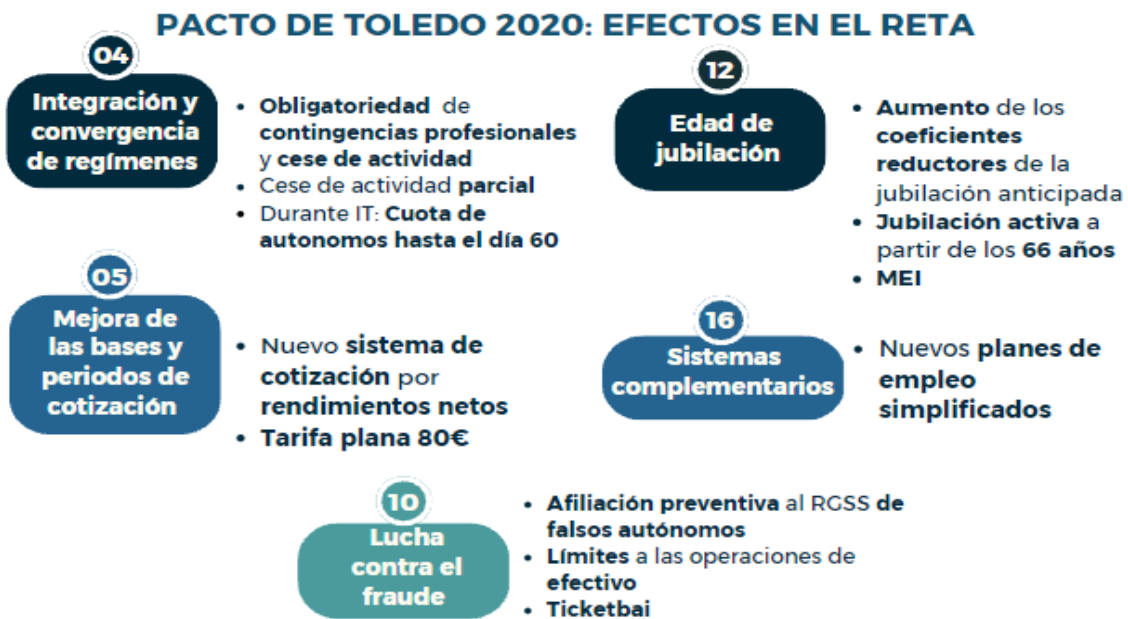 PACTO DE TOLEDO 2020: EFECTOS EN EL RETA
04
Integración y
convergencia
de regímenes
• Obligatoriedad de
contingencias profesionales
y cese de actividad
• Cese de actividad parcial
• Durante IT: Cuota de
autonomos hasta el día 60
05
Mejora de
las bases y
periodos de
cotización
• Nuevo sistema de
cotización por
rendimientos netos
• Tarifa plana 80€
12
Edad de
jubilación
• Aumento de los
coeficientes
reductores de la
jubilación anticipada
• Jubilación activa a
partir de los 66 años
• MEI
16
Sistemas
complementarios
• Nuevos planes de
empleo
simplificados
10
Lucha
contra el
fraude
• Afiliación preventiva al RGSS de
falsos autónomos
• Límites a las operaciones de
efectivo
• Ticketbai